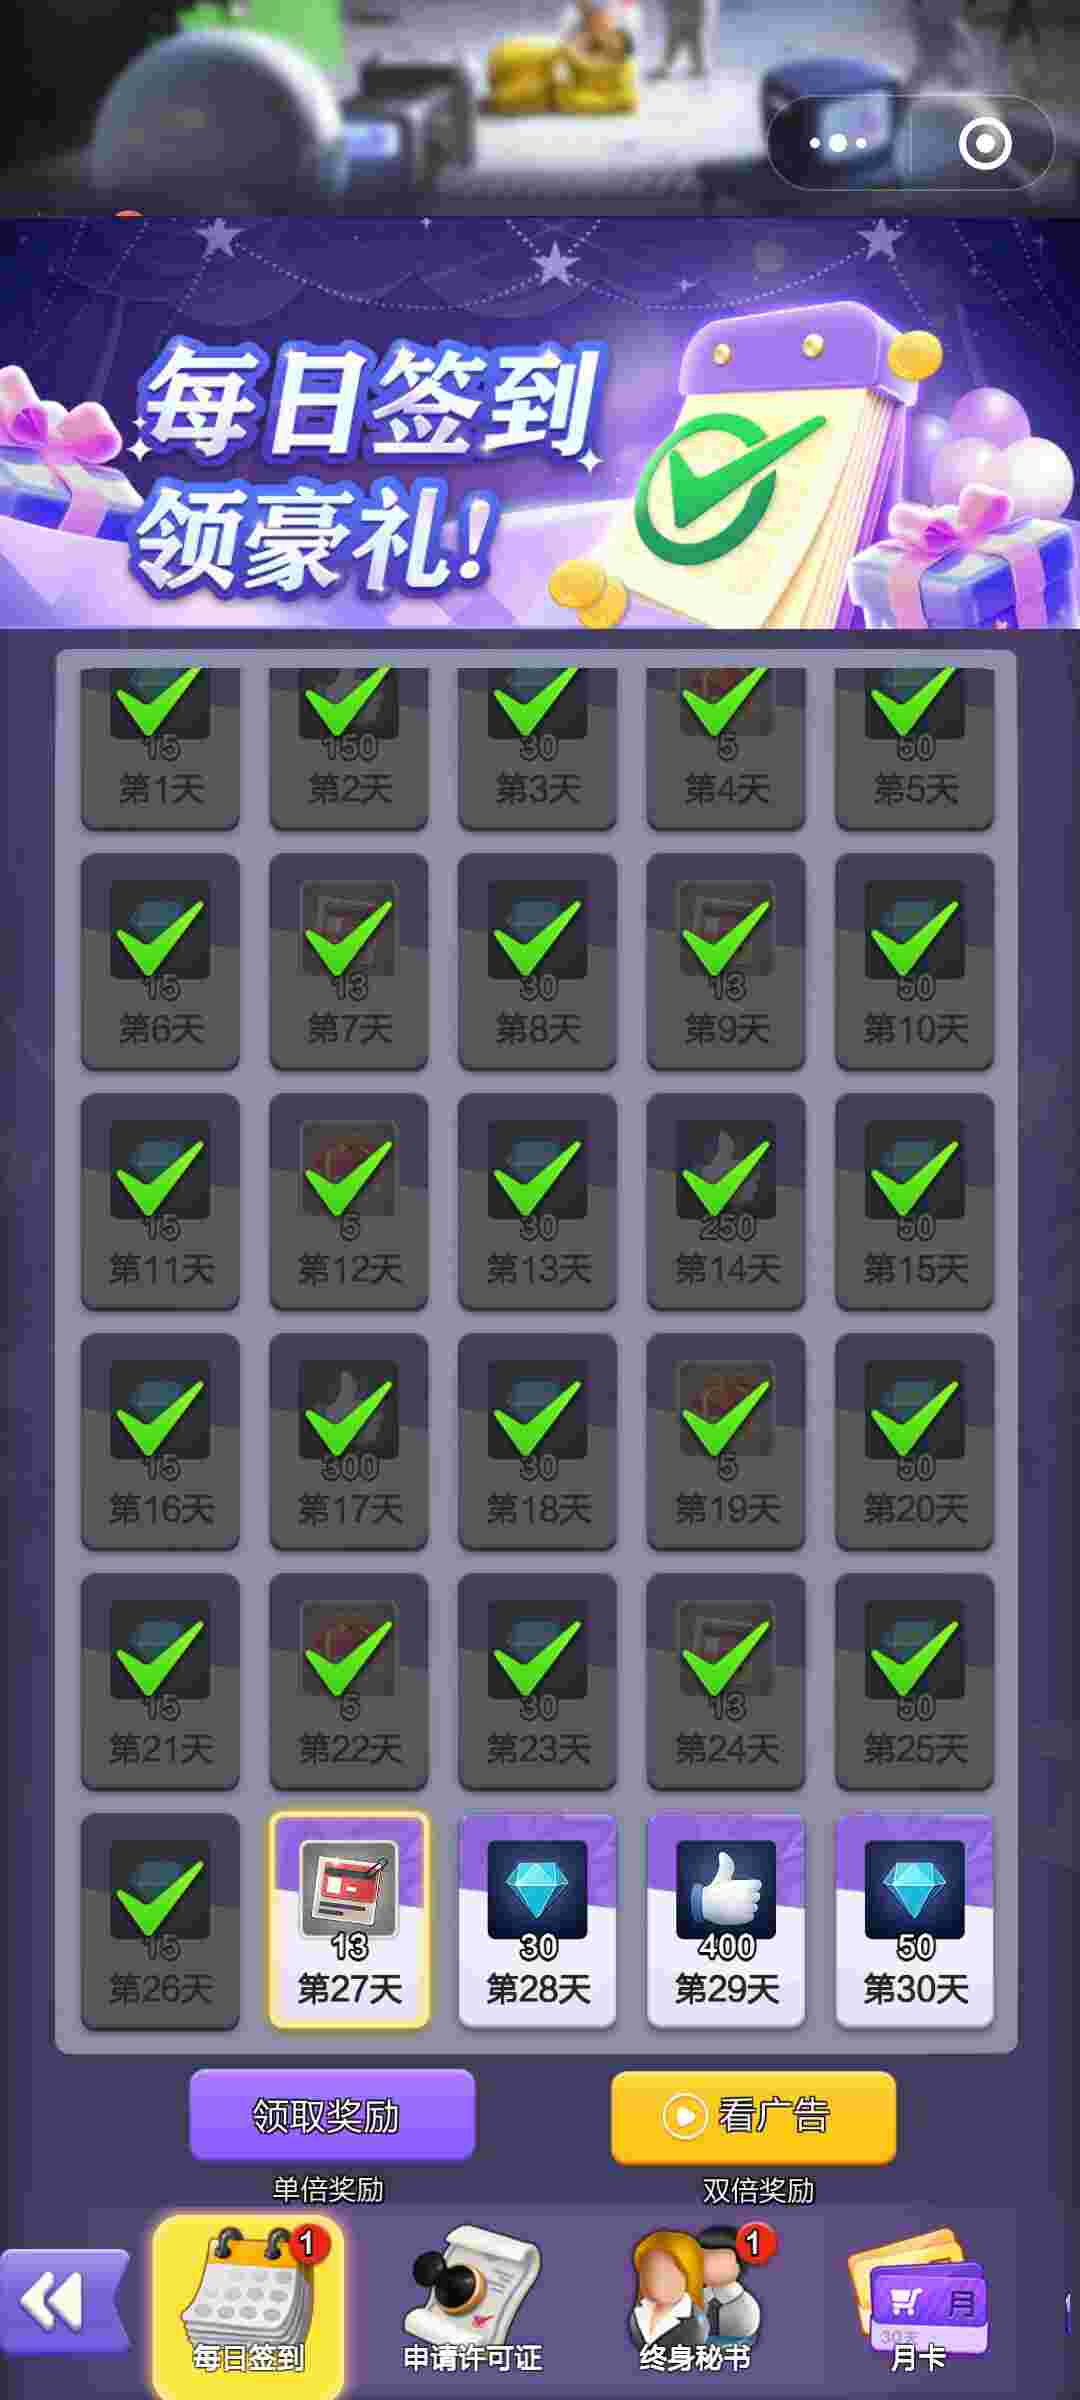 每日签到
领豪礼!
15 150 30 5 50
第1天 第2天 第3天 第4天 第5天
15 13 30 13 50
第6天 第7天 第8天 第9天 第10天
15 5 30 250 50
第11天 第12天 第13天 第14天 第15天
15 300 30 5 50
第16天 第17天 第18天 第19天 第20天
15 5 30 13 50
第21天 第22天 第23天 第24天 第25天
15 13 30 400 50
第26天 第27天 第28天 第29天 第30天
领取奖励 看广告
单倍奖励 双倍奖励
1 1
月
30天
每日签到 申请许可证 终身秘书 月卡